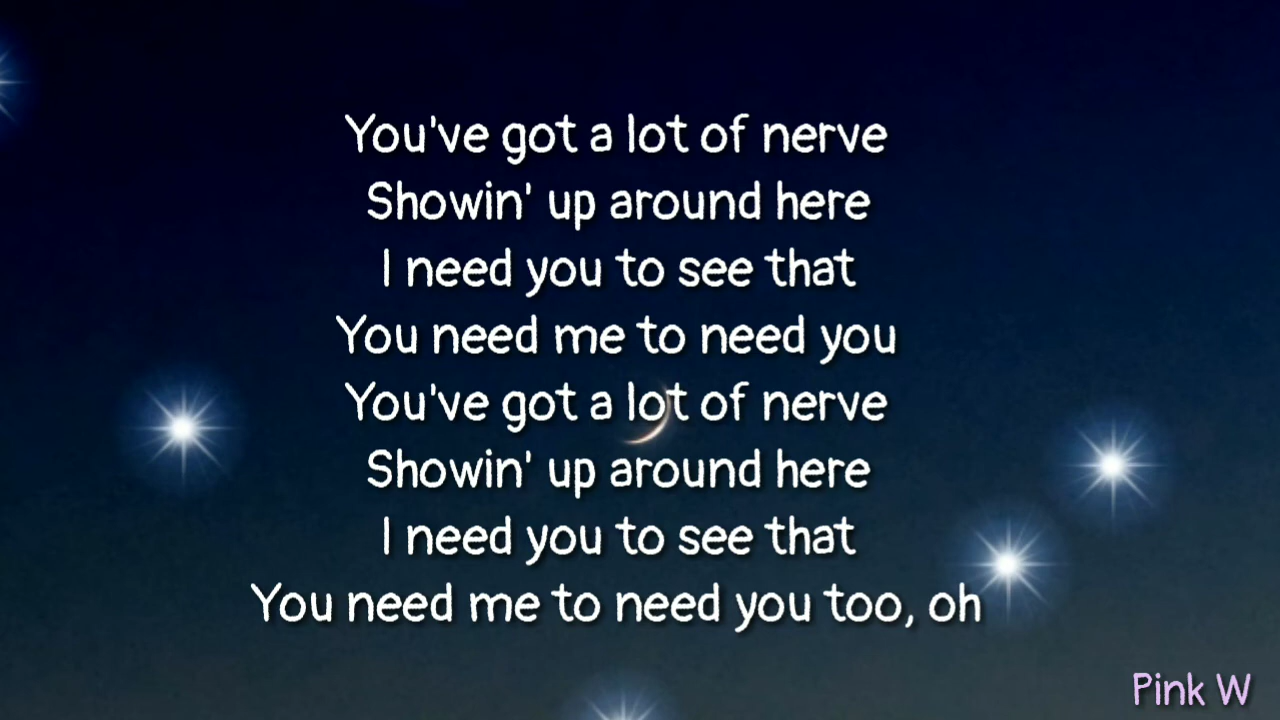 You've got a lot of nerve
Showin' up around here
I need you to see that
You need me to need you
You've got a lot of nerve
Showin' up around here
I need you to see that
You need me to need you too, oh
Pink W